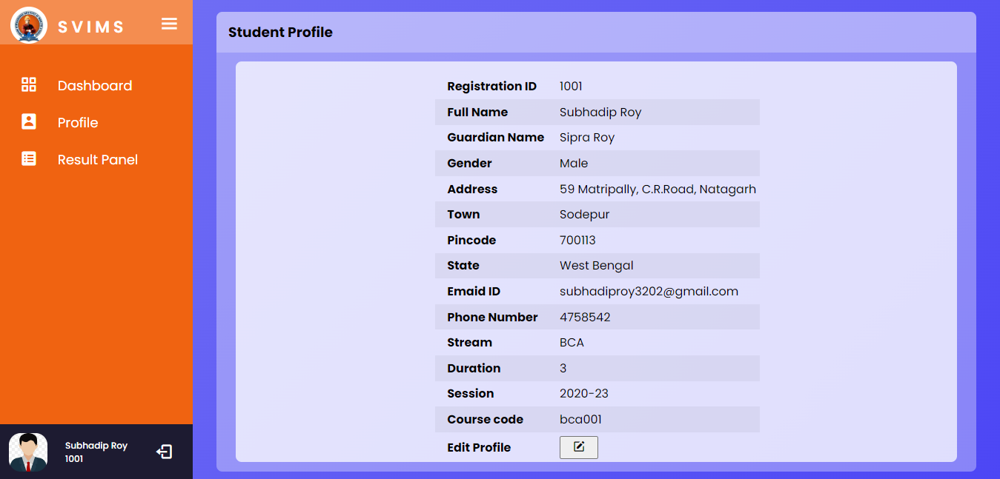 SVIMS
Dashboard
Profile
Result Panel
Subhadip Roy
1001
Student Profile
Registration ID 1001
Full Name Subhadip Roy
Guardian Name Sipra Roy
Gender Male
Address 59 Matripally, C.R.Road, Natagarh
Town Sodepur
Pincode 700113
State West Bengal
Emaid ID subhadiproy3202@gmail.com
Phone Number 4758542
Stream BCA
Duration 3
Session 2020-23
Course code bca001
Edit Profile